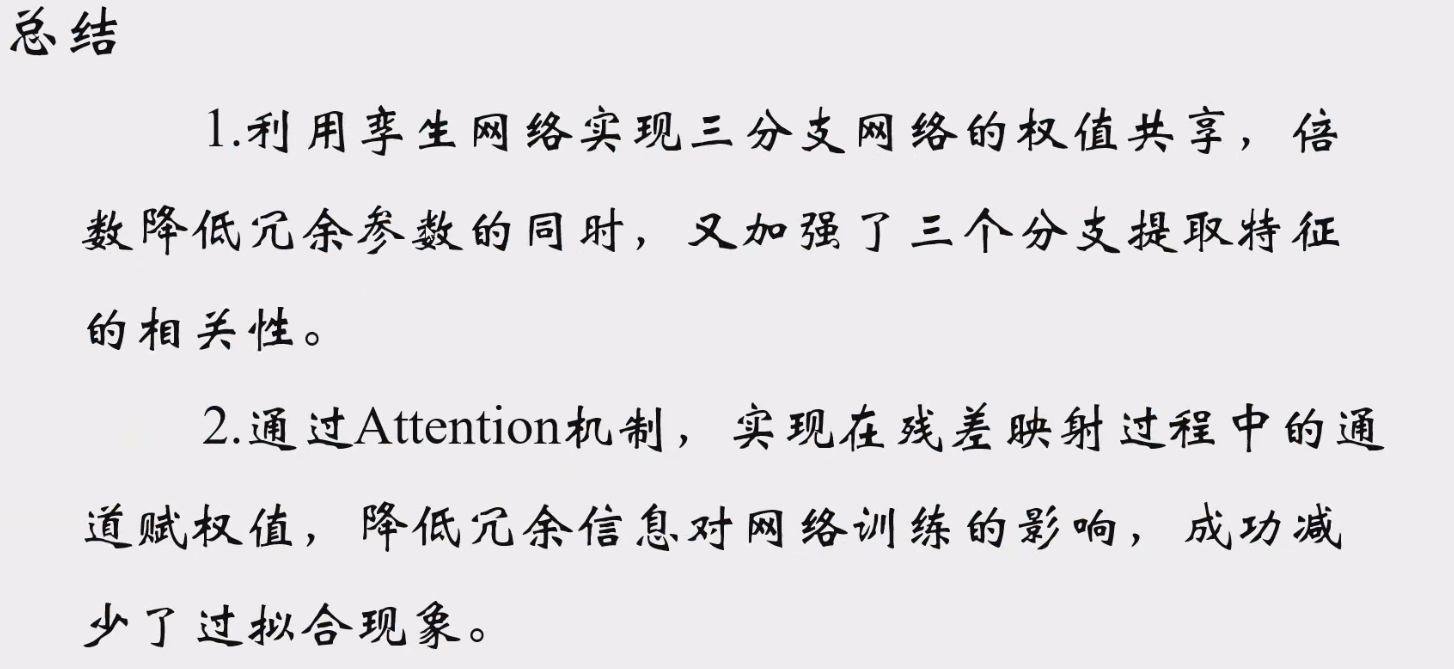 总结
1.利用孪生网络实现三分支网络的权值共享，倍
数降低冗余参数的同时，又加强了三个分支提取特征
的相关性。
2.通过Attention机制，实现在残差映射过程中的通
道赋权值，降低冗余信息对网络训练的影响，成功减
少了过拟合现象。